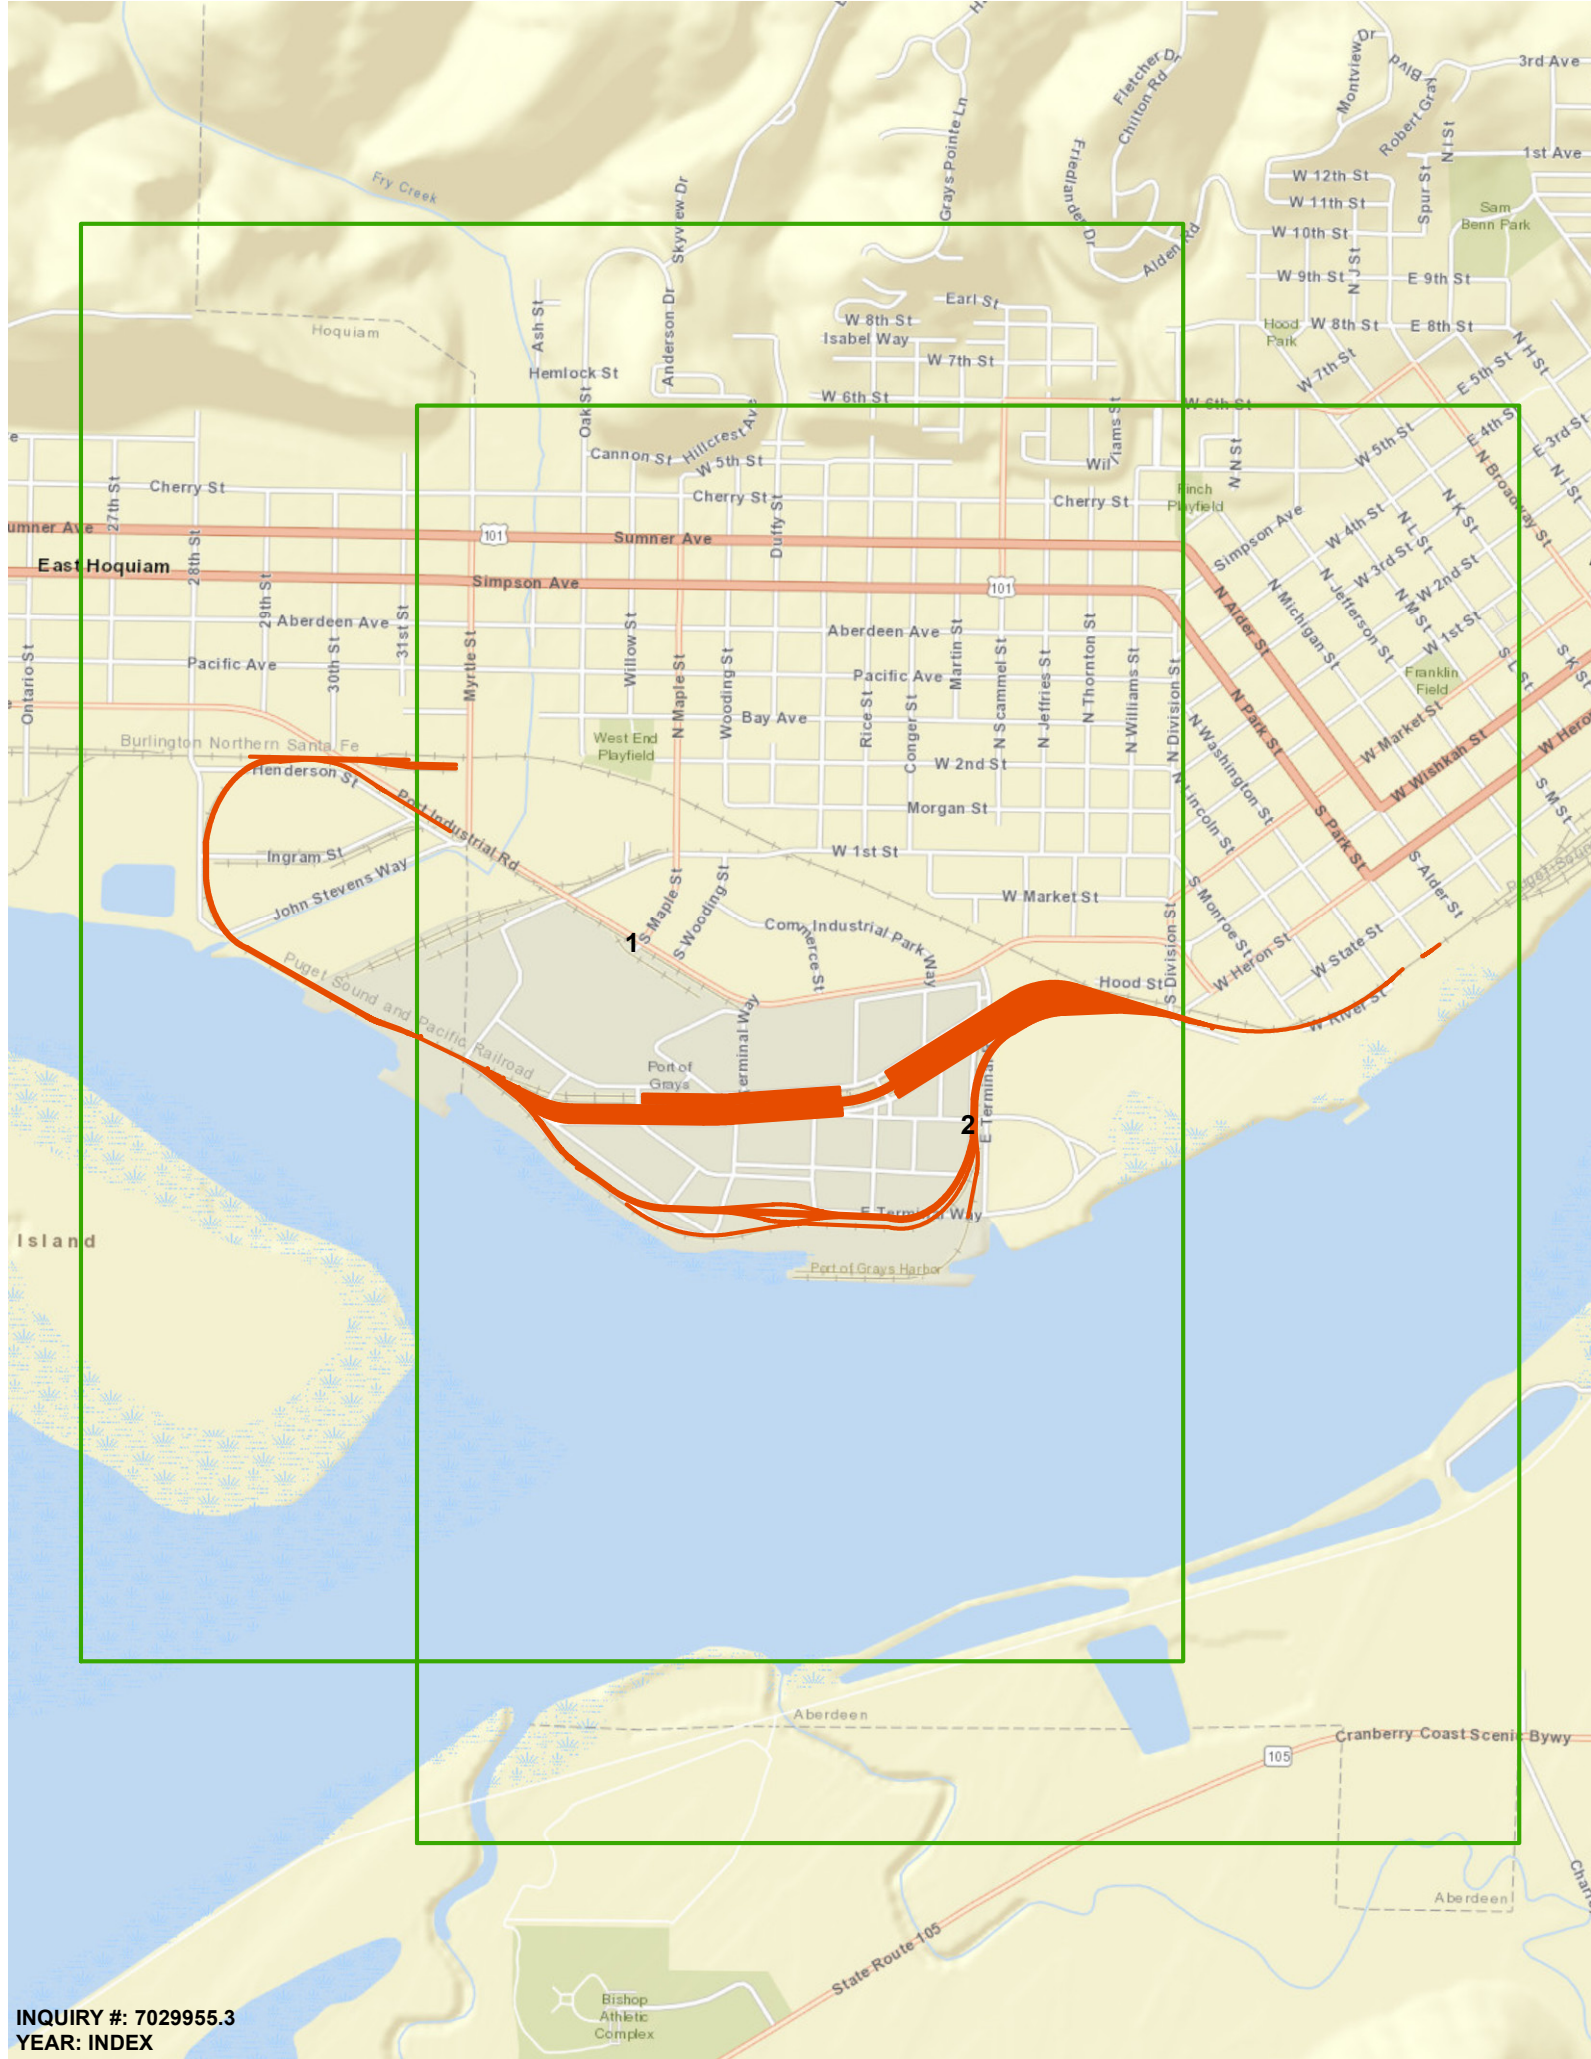 Fletcher Dr
Chilton Rd
Montview Dr
Blvd
Robert Gray
N I St
3rd Ave
1st Ave
Fry Creek
Skyview Dr
Grays Pointe Ln
Friedlander Dr
Alden Rd
W 12th St
W 11th St
W 10th St
Spur St
Sam
Benn Park
W 9th St
N J St
E 9th St
Hoquiam
Ash St
Anderson Dr
Earl St
W 8th St
Isabel Way
W 7th St
Hood
Park
W 8th St
E 8th St
N H St
Hemlock St
W 6th St
W 6th St
W 7th St
E 5th St
Oak St
Hillcrest Ave
Cannon St
W 5th St
Williams St
N N St
W 5th St
E 4th St
E 3rd St
N Broadway St
N I St
Cherry St
27th St
Cherry St
Duffy St
Cherry St
Finch
Playfield
Simpson Ave
W 4th St
N L St
N K St
umner Ave
101
Sumner Ave
28th St
East Hoquiam
Simpson Ave
101
W 3rd St
W 2nd St
29th St
Aberdeen Ave
31st St
Willow St
Aberdeen Ave
Martin St
N Thornton St
N Alder St
N Michigan St
N Jefferson St
N M St
W 1st St
Ontario St
Pacific Ave
30th St
Myrtle St
N Maple St
Wooding St
Pacific Ave
Rice St
Conger St
N Scammel St
N Jeffries St
N Williams St
N Division St
Franklin
Field
S L St
S K St
Bay Ave
N Park St
W Market St
Burlington Northern Santa Fe
West End
Playfield
W 2nd St
N Washington St
W Wishkah St
W Hero
Henderson St
Port Industrial Rd
Morgan St
N Lincoln St
S Park St
S M St
Ingram St
W 1st St
John Stevens Way
S Maple St
S Wooding St
W Market St
S Monroe St
S Alder St
Puget Soun
1
Commerce St
Industrial Park Way
S Division St
W Heron St
W State St
Puget Sound and Pacific Railroad
Hood St
W River St
Port of
Grays
Terminal Way
E Terminal
2
E Terminal Way
Island
Port of Grays Harbor
Aberdeen
Cranberry Coast Scenic Bywy
105
Aberdeen
State Route 105
Bishop
Athletic
Complex
INQUIRY #: 7029955.3
YEAR: INDEX